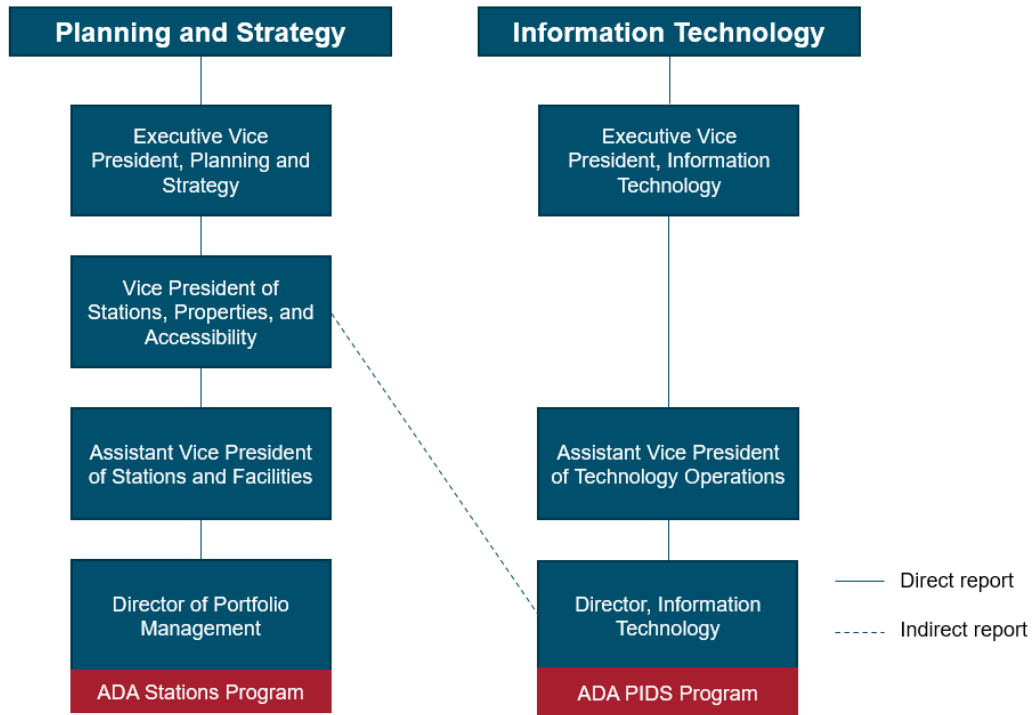 Planning and Strategy
Information Technology
Executive Vice
President, Planning and
Strategy
Executive Vice
President, Information
Technology
Vice President of
Stations, Properties, and
Accessibility
Assistant Vice President
of Stations and Facilities
Assistant Vice President
of Technology Operations
Director of Portfolio
Management
ADA Stations Program
Director, Information
Technology
ADA PIDS Program
Direct report
Indirect report